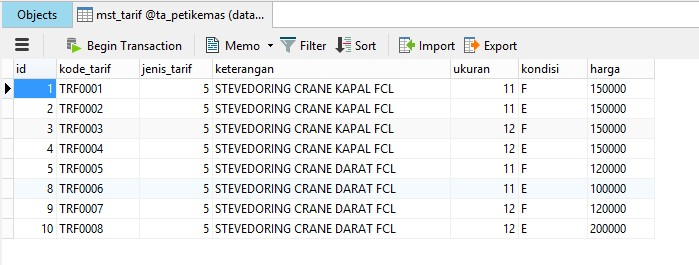 Objects mst_tarif @ta_petikemas (data...
Begin Transaction Memo Filter Sort Import Export
id kode_tarif jenis_tarif keterangan ukuran kondisi harga
1 TRF0001 5 STEVEDORING CRANE KAPAL FCL 11 F 150000
2 TRF0002 5 STEVEDORING CRANE KAPAL FCL 11 E 150000
3 TRF0003 5 STEVEDORING CRANE KAPAL FCL 12 F 150000
4 TRF0004 5 STEVEDORING CRANE KAPAL FCL 12 E 150000
5 TRF0005 5 STEVEDORING CRANE DARAT FCL 11 F 120000
8 TRF0006 5 STEVEDORING CRANE DARAT FCL 11 E 100000
9 TRF0007 5 STEVEDORING CRANE DARAT FCL 12 F 120000
10 TRF0008 5 STEVEDORING CRANE DARAT FCL 12 E 200000